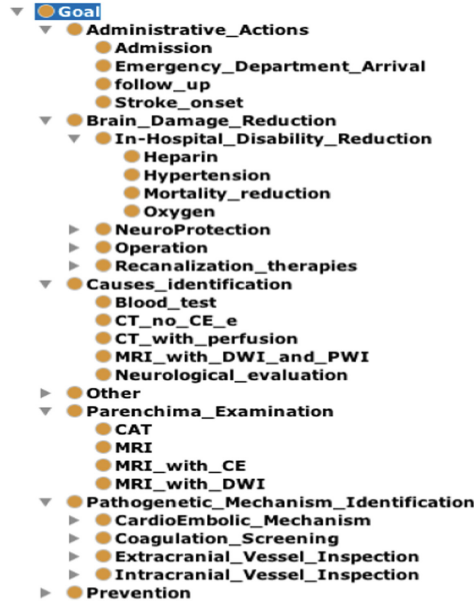 Goal
Administrative_Actions
Admission
Emergency_Department_Arrival
follow_up
Stroke_onset
Brain_Damage_Reduction
In-Hospital_Disability_Reduction
Heparin
Hypertension
Mortality_reduction
Oxygen
NeuroProtection
Operation
Recanalization_therapies
Causes_identification
Blood_test
CT_no_CE_e
CT_with_perfusion
MRI_with_DWI_and_PWI
Neurological_evaluation
Other
Parenchima_Examination
CAT
MRI
MRI_with_CE
MRI_with_DWI
Pathogenetic_Mechanism_Identification
CardioEmbolic_Mechanism
Coagulation_Screening
Extracranial_Vessel_Inspection
Intracranial_Vessel_Inspection
Prevention